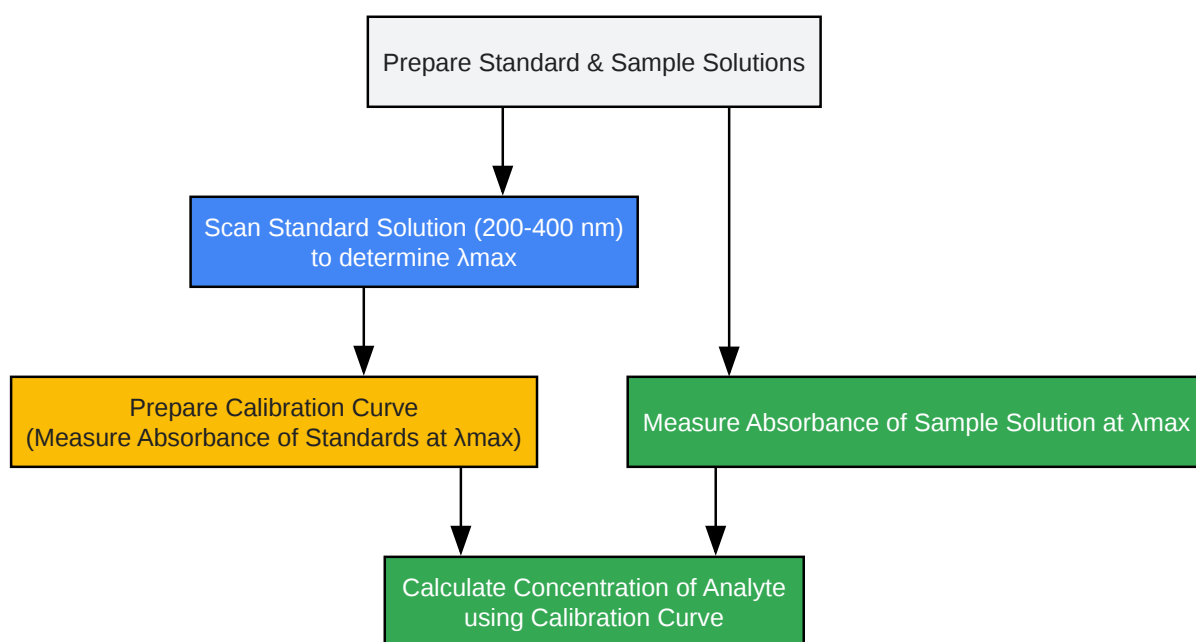 Prepare Standard & Sample Solutions
Scan Standard Solution (200-400 nm)
to determine λmax
Prepare Calibration Curve
(Measure Absorbance of Standards at λmax)
Measure Absorbance of Sample Solution at λmax
Calculate Concentration of Analyte
using Calibration Curve